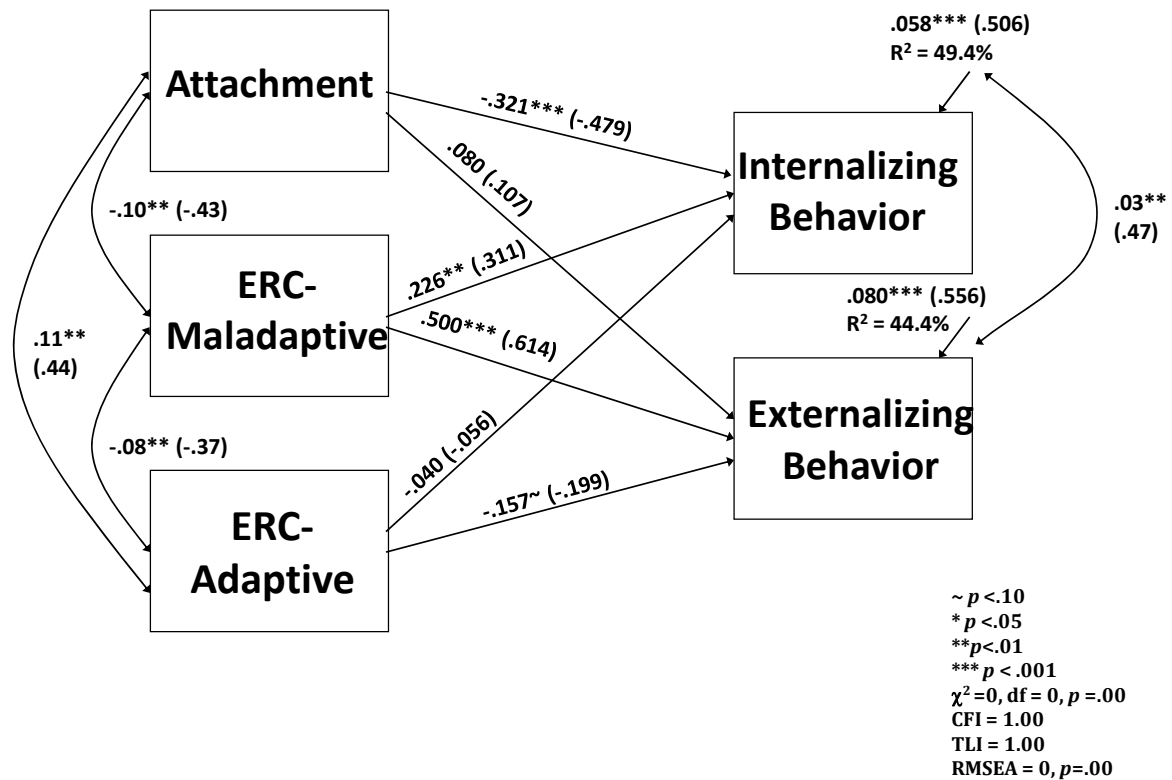 .058*** (.506)
R² = 49.4%
Attachment
-.321*** (-.479)
.080 (.107)
Internalizing
Behavior
-.10** (-.43)
.03**
(.47)
ERC-
Maladaptive
.226** (.311)
.500*** (.614)
.080*** (.556)
R² = 44.4%
.11**
(.44)
Externalizing
Behavior
-.08** (-.37)
-.040 (-.056)
-.157~ (-.199)
ERC-
Adaptive
~ p <.10
* p <.05
**p<.01
*** p < .001
χ² =0, df = 0, p =.00
CFI = 1.00
TLI = 1.00
RMSEA = 0, p=.00